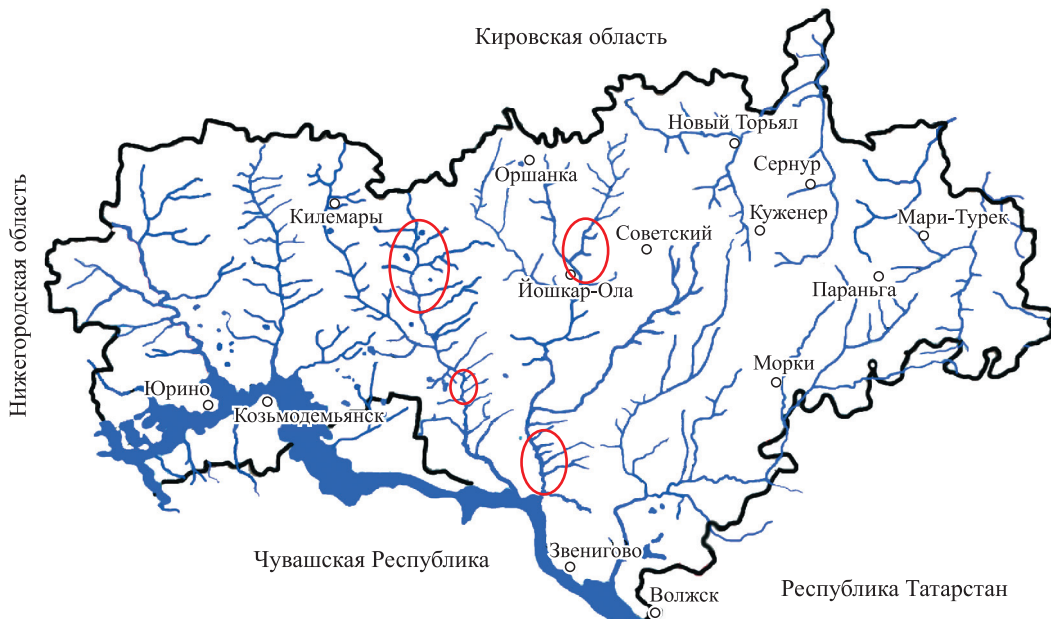 Кировская область
Нижегородская область
Новый Торьял
Оршанка
Сернур
Килемары
Куженер
Мари-Турек
Советский
Йошкар-Ола
Параньга
Морки
Юрино
Козьмодемьянск
Звенигово
Чувашская Республика
Республика Татарстан
Волжск